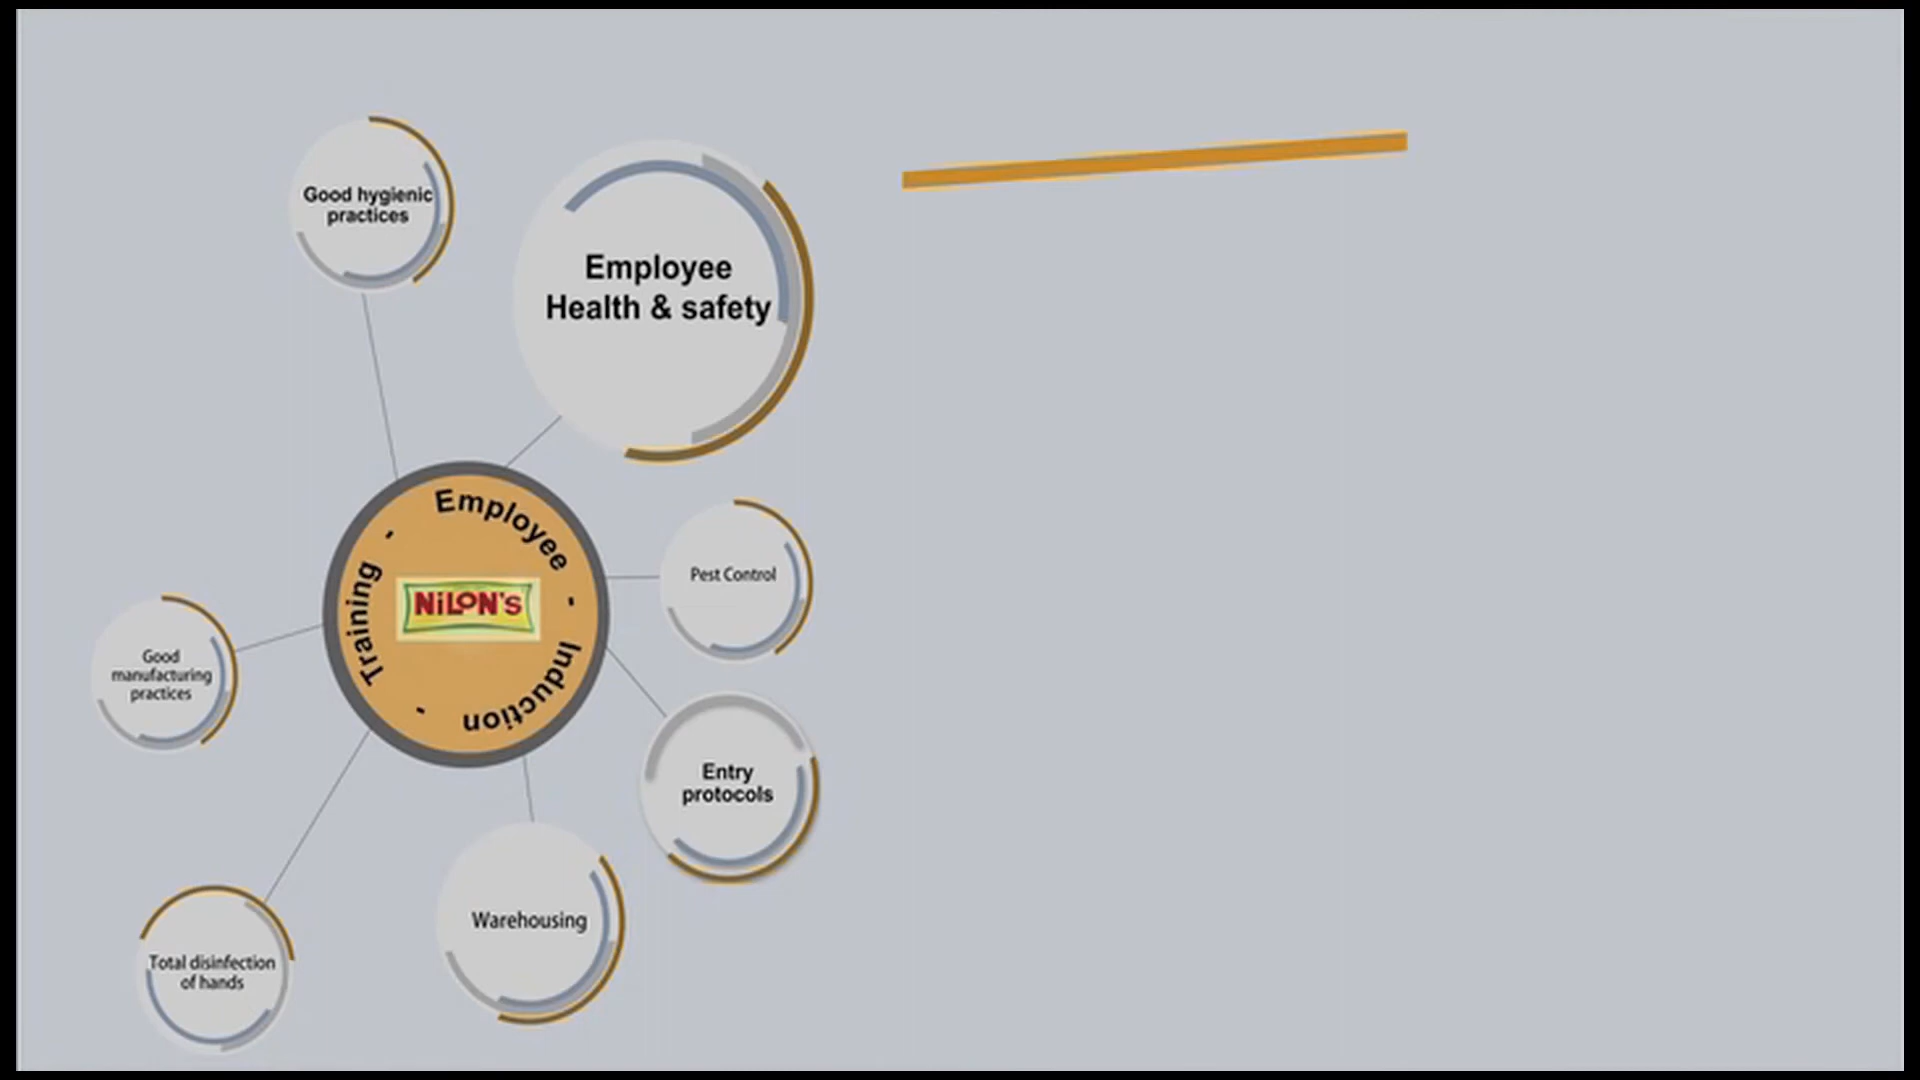 Good hygienic
practices
Employee
Health & safety
Employee - Induction - Training -
NiLON'S
Pest Control
Good
manufacturing
practices
Entry
protocols
Warehousing
Total disinfection
of hands